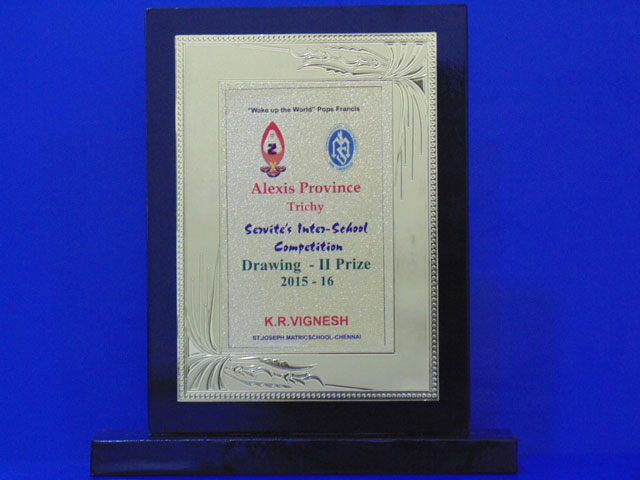 "Wake up the World" Pope Francis
Alexis Province
Trichy
Servite's Inter-School
Competition
Drawing - II Prize
2015 - 16
K.R.VIGNESH
ST.JOSEPH MATRICSCHOOL-CHENNAI